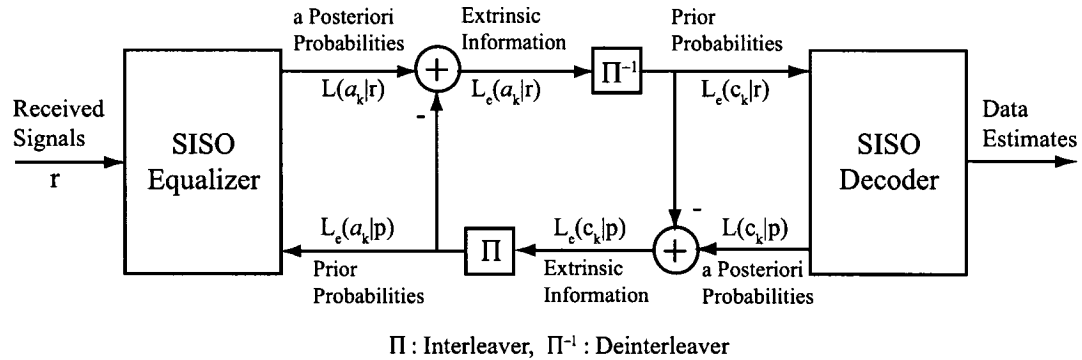 a Posteriori
Probabilities
Extrinsic
Information
Prior
Probabilities
L(a_k|r)
+
L_e(a_k|r)
Π⁻¹
L_e(c_k|r)
-
Received
Signals
r
SISO
Equalizer
SISO
Decoder
Data
Estimates
-
L_e(a_k|p)
Π
L_e(c_k|p)
+
L(c_k|p)
Prior
Probabilities
Extrinsic
Information
a Posteriori
Probabilities
Π : Interleaver, Π⁻¹ : Deinterleaver